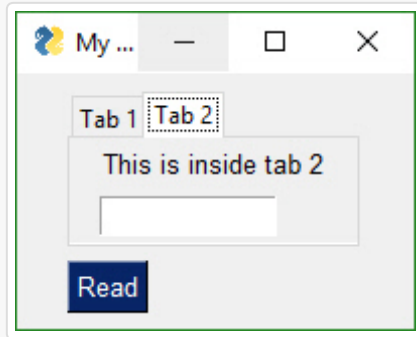 My ...
Tab 1 Tab 2
This is inside tab 2
Read